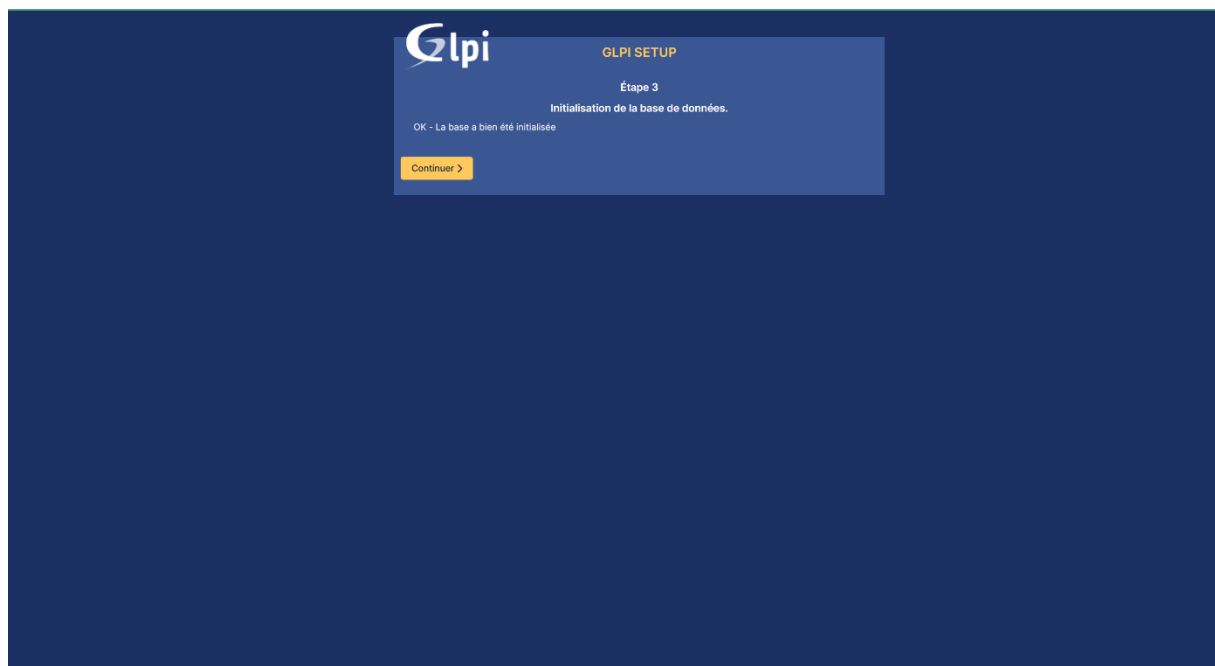 Glpi
GLPI SETUP
Étape 3
Initialisation de la base de données.
OK - La base a bien été initialisée
Continuer >